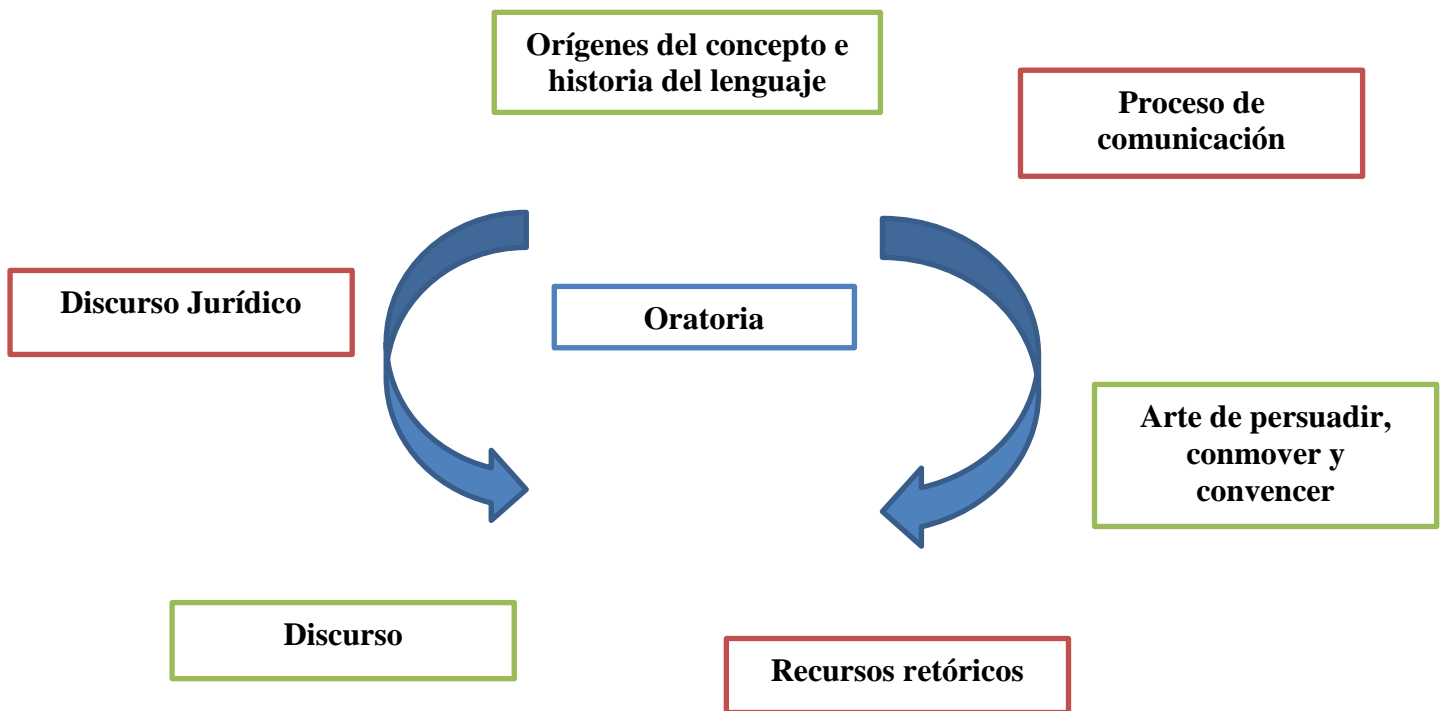 Orígenes del concepto e
historia del lenguaje
Proceso de
comunicación
Discurso Jurídico
Oratoria
Arte de persuadir,
conmover y
convencer
Discurso
Recursos retóricos